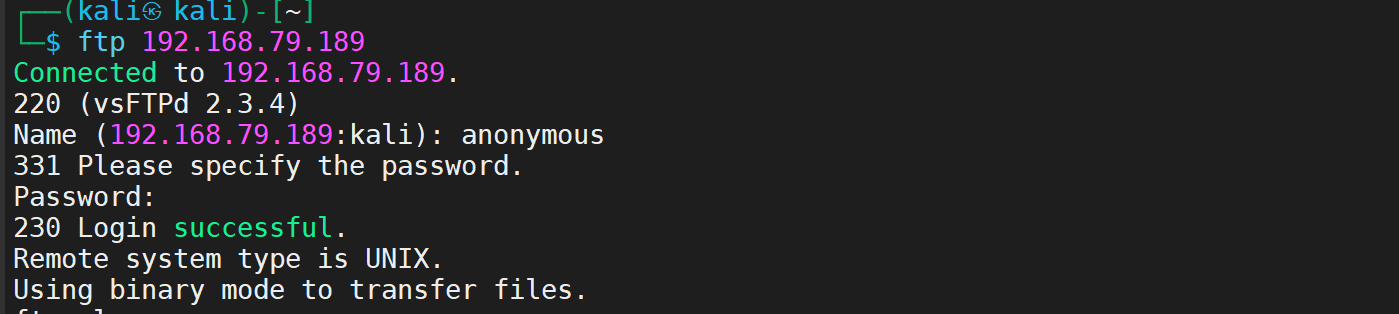 ┌──(kali㉿ kali)-[~]
└─$ ftp 192.168.79.189
Connected to 192.168.79.189.
220 (vsFTPd 2.3.4)
Name (192.168.79.189:kali): anonymous
331 Please specify the password.
Password:
230 Login successful.
Remote system type is UNIX.
Using binary mode to transfer files.